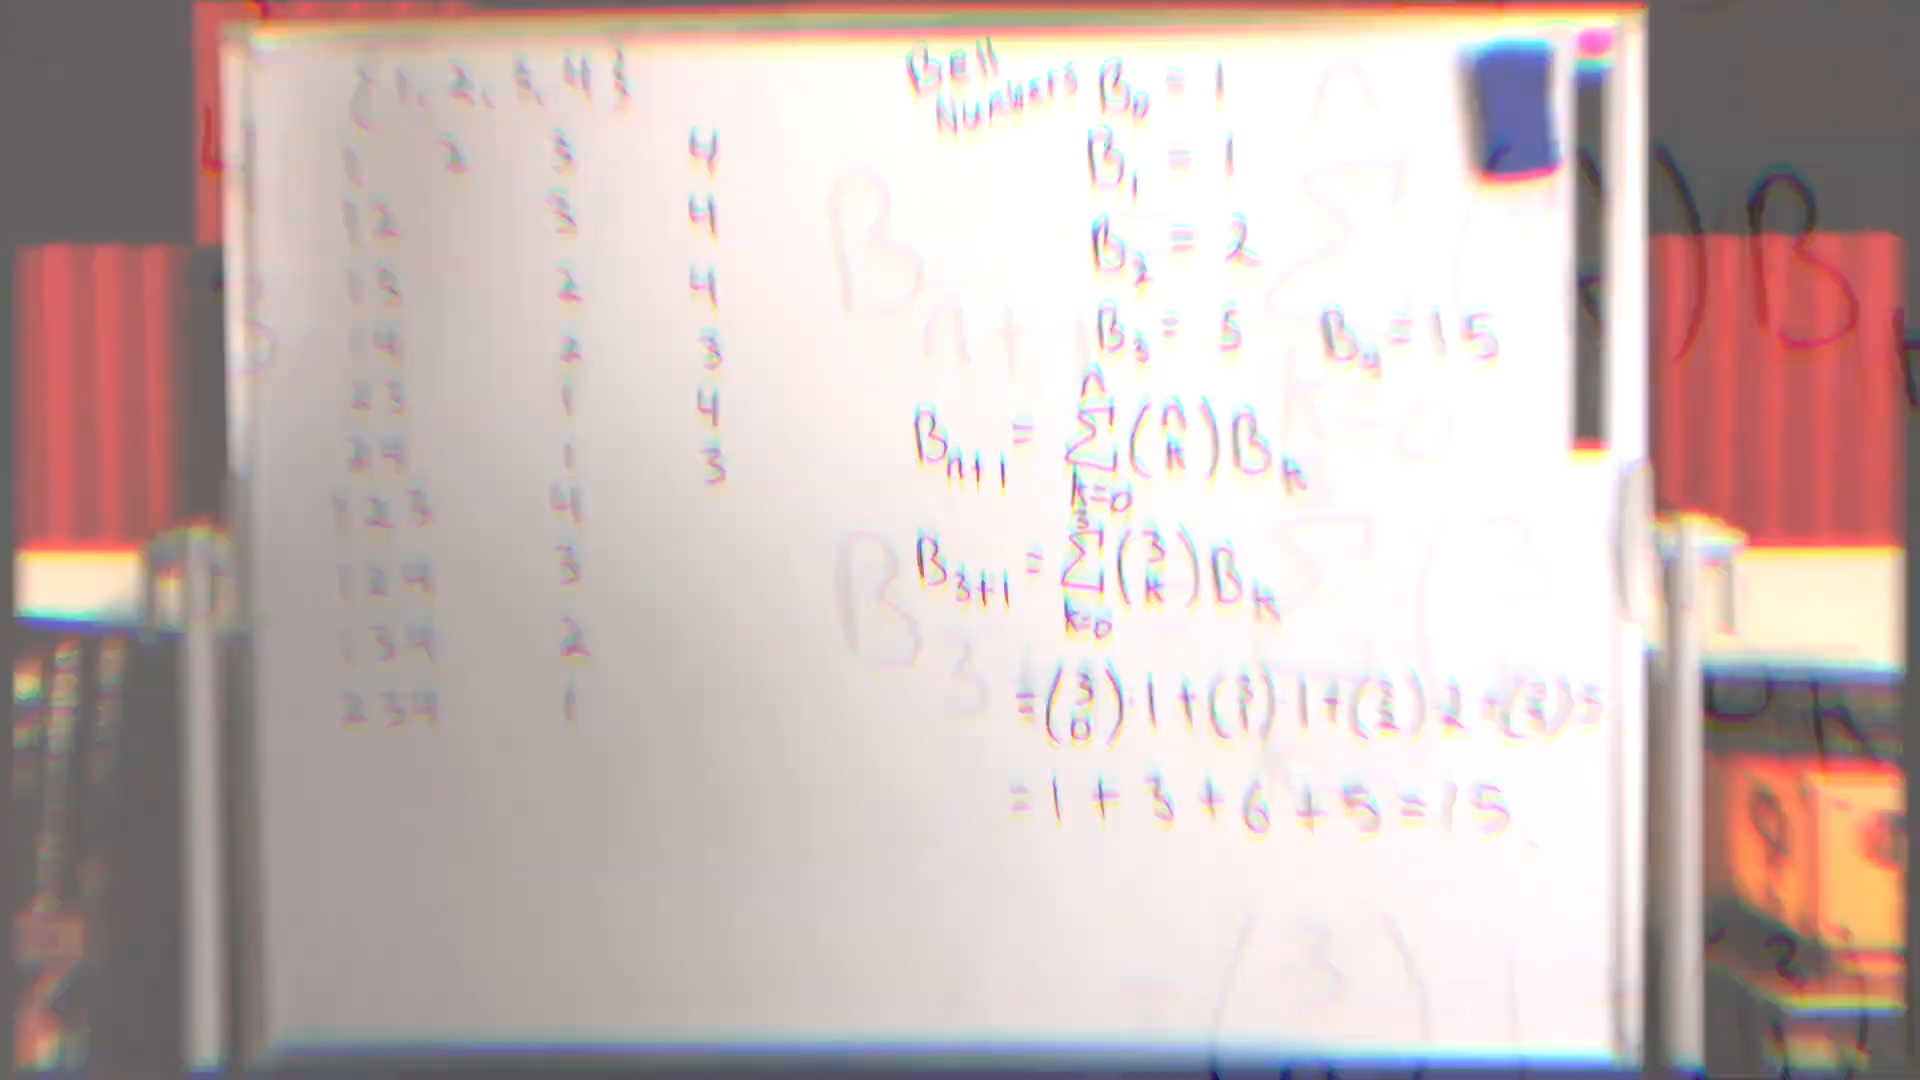 {1, 2, 3, 4}
1 2 3 4
12 3 4
13 2 4
14 2 3
23 1 4
24 1 3
123 4
124 3
134 2
234 1
Bell
Numbers B₀ = 1
B₁ = 1
B₂ = 2
B₃ = 5 B₄ = 15
n
Bₙ₊₁ = Σ (n k) Bₖ
k=0
3
B₃₊₁ = Σ (3 k) Bₖ
k=0
= (3 0)·1 + (3 1)·1 + (3 2)·2 + (3 3)5
= 1 + 3 + 6 + 5 = 15